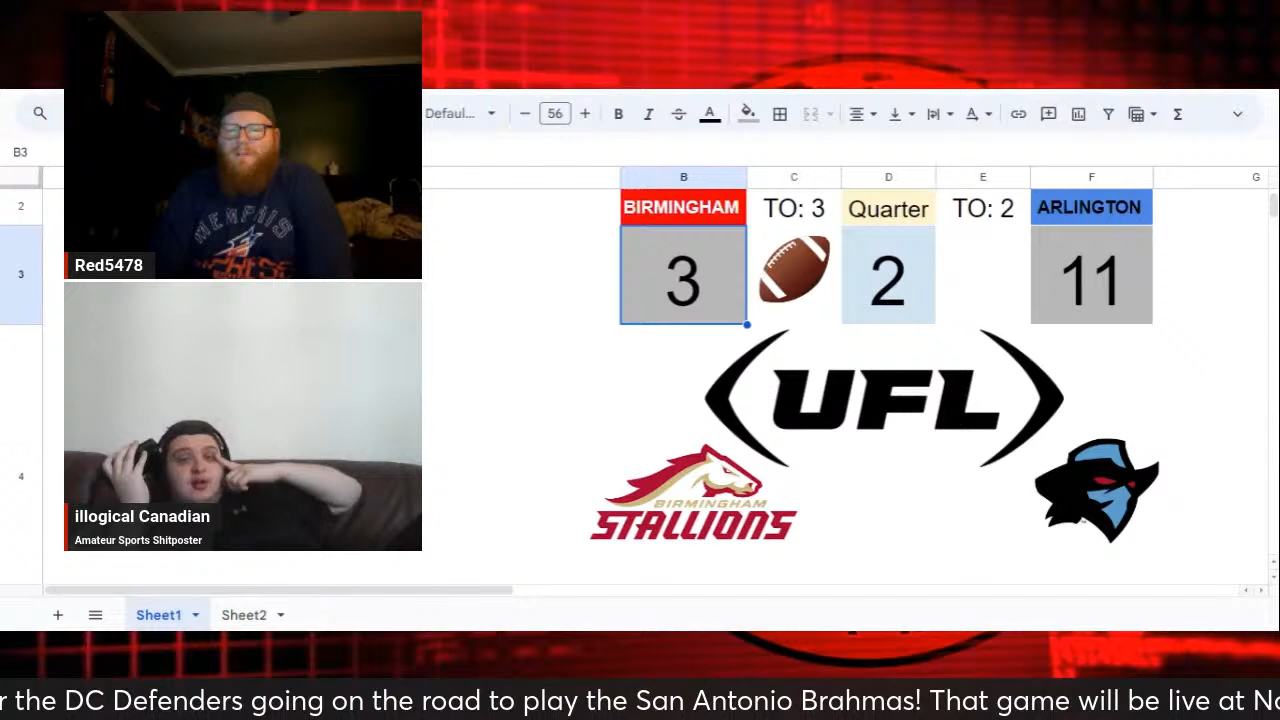 Defaul...
56
B
I
A
B3
B
C
D
E
F
G
2
BIRMINGHAM
TO: 3
Quarter
TO: 2
ARLINGTON
3
3
2
11
MEMPHIS
Red5478
UFL
4
BIRMINGHAM
STALLIONS
illogical Canadian
Amateur Sports Shitposter
Sheet1
Sheet2
r the DC Defenders going on the road to play the San Antonio Brahmas! That game will be live at No